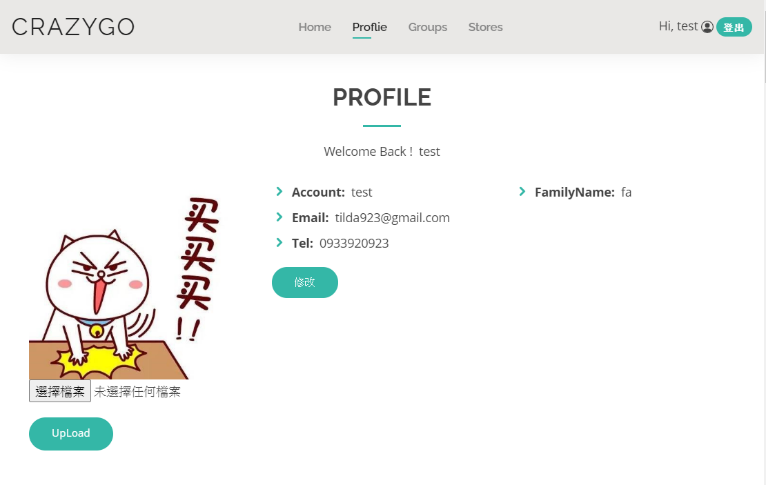 CRAZYGO
Home Proflie Groups Stores
Hi, test 登出
PROFILE
Welcome Back ! test
买买买!!
选擇檔案 未選擇任何檔案
UpLoad
Account: test
Email: tilda923@gmail.com
Tel: 0933920923
修改
FamilyName: fa